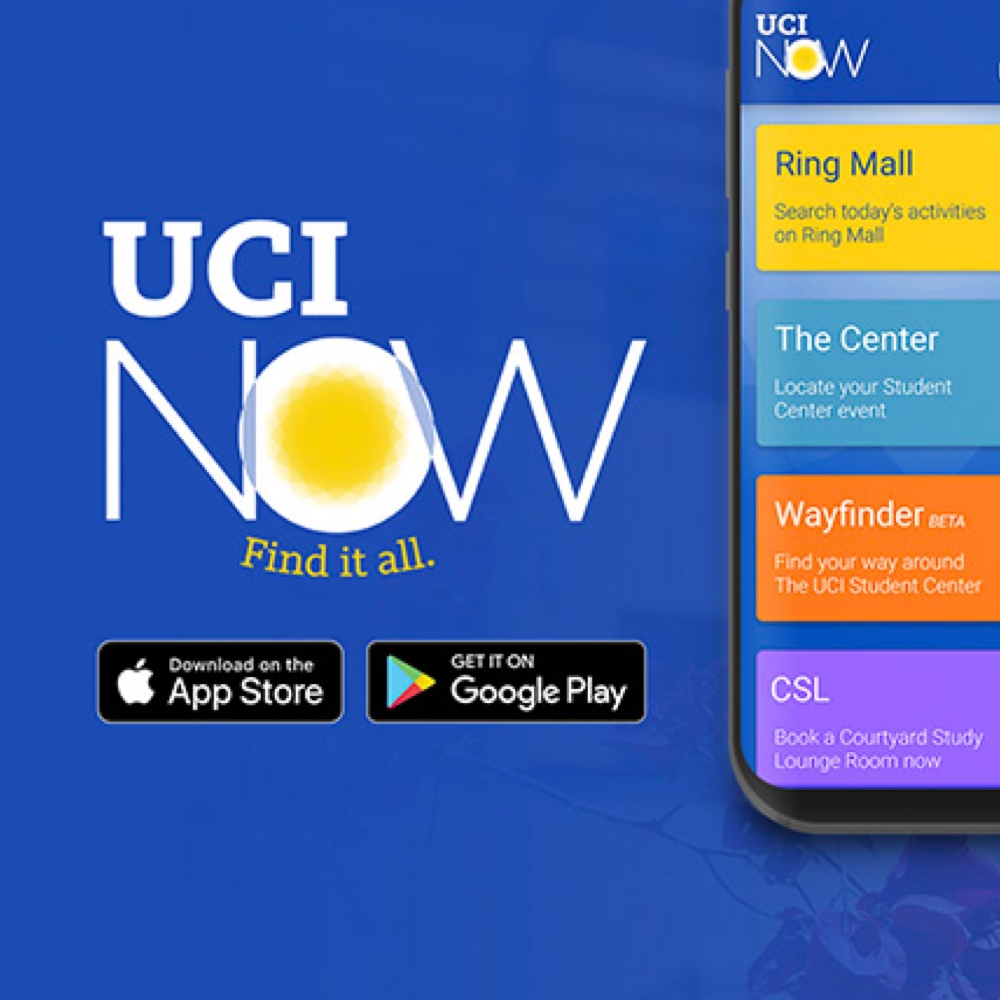 UCI
NOW
Find it all.
Download on the
App Store
GET IT ON
Google Play
UCI
NOW
Ring Mall
Search today's activities
on Ring Mall
The Center
Locate your Student
Center event
Wayfinder BETA
Find your way around
The UCI Student Center
CSL
Book a Courtyard Study
Lounge Room now